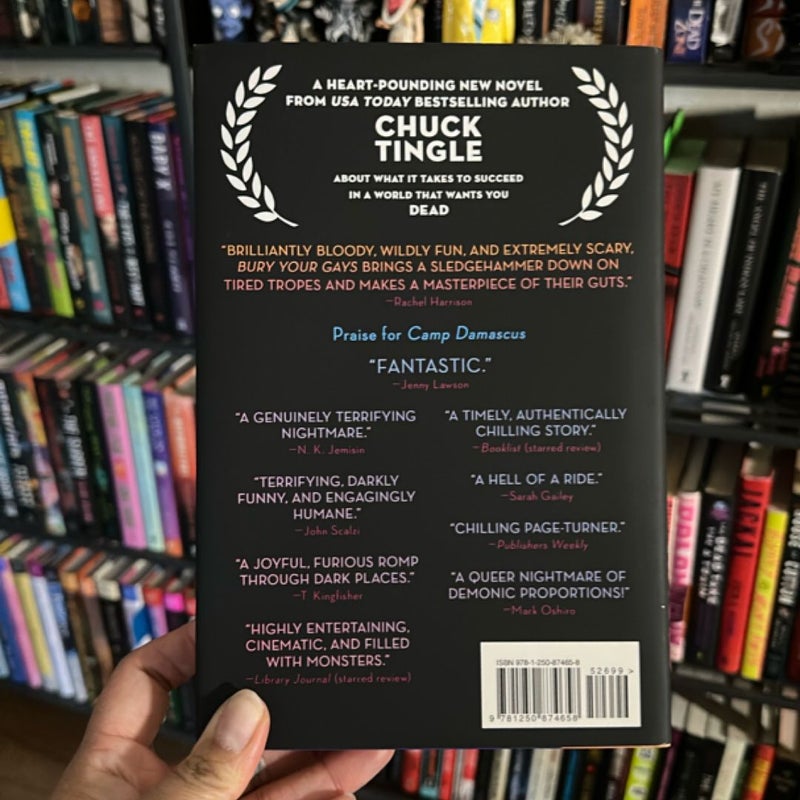 A HEART-POUNDING NEW NOVEL
FROM USA TODAY BESTSELLING AUTHOR
CHUCK
TINGLE
ABOUT WHAT IT TAKES TO SUCCEED
IN A WORLD THAT WANTS YOU
DEAD
"BRILLIANTLY BLOODY, WILDLY FUN, AND EXTREMELY SCARY,
BURY YOUR GAYS BRINGS A SLEDGEHAMMER DOWN ON
TIRED TROPES AND MAKES A MASTERPIECE OF THEIR GUTS."
—Rachel Harrison
Praise for Camp Damascus
"FANTASTIC."
—Jenny Lawson
"A GENUINELY TERRIFYING
NIGHTMARE."
—N. K. Jemisin
"TERRIFYING, DARKLY
FUNNY, AND ENGAGINGLY
HUMANE."
—John Scalzi
"A JOYFUL, FURIOUS ROMP
THROUGH DARK PLACES."
—T. Kingfisher
"HIGHLY ENTERTAINING,
CINEMATIC, AND FILLED
WITH MONSTERS."
—Library Journal (starred review)
"A TIMELY, AUTHENTICALLY
CHILLING STORY."
—Booklist (starred review)
"A HELL OF A RIDE."
—Sarah Gailey
"CHILLING PAGE-TURNER."
—Publishers Weekly
"A QUEER NIGHTMARE OF
DEMONIC PROPORTIONS!"
—Mark Oshiro
ISBN 978-1-250-87465-8
52699 >
9 781250 874658
THE DEAD ZONE